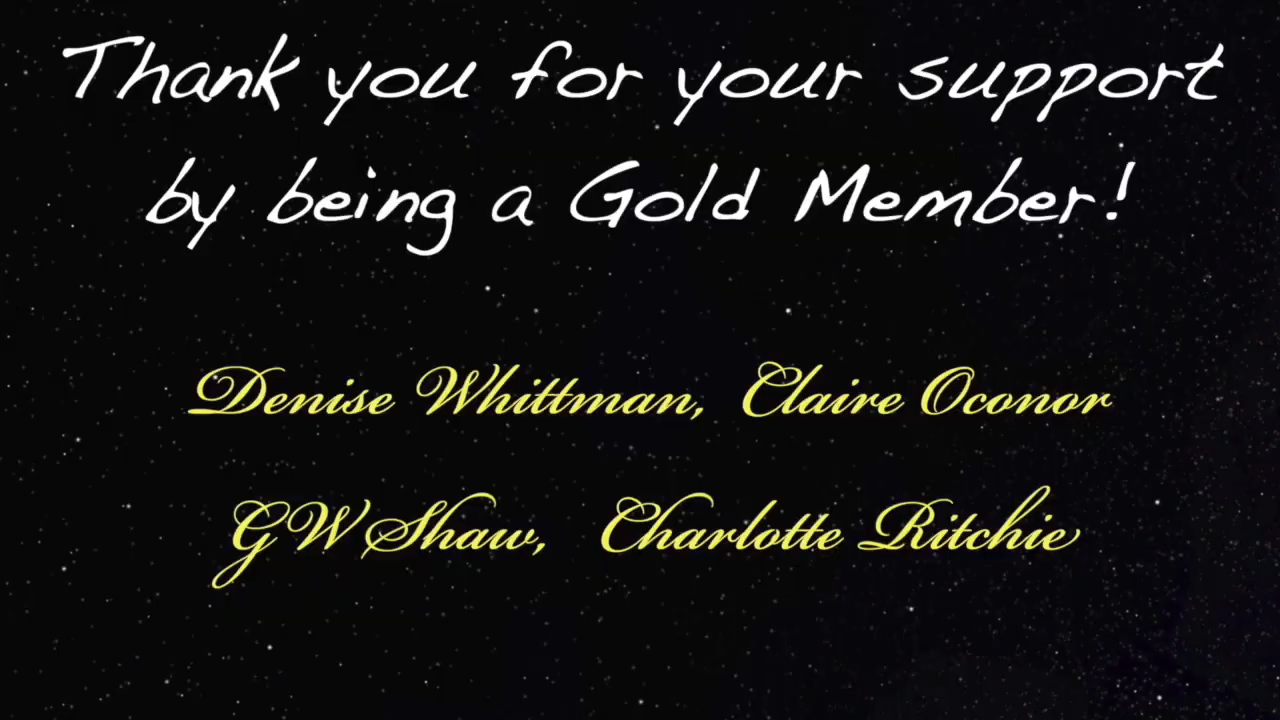 Thank you for your support
by being a Gold Member!
Denise Whittman, Claire Oconor
GW Shaw, Charlotte Ritchie